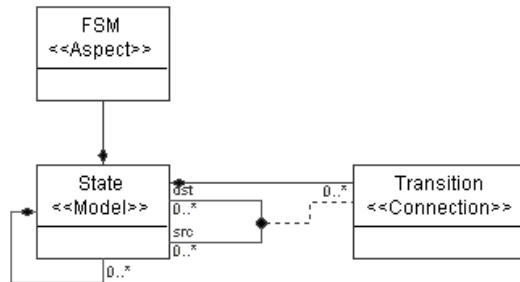 FSM
<<Aspect>>
State
<<Model>>
dst
0..*
src
0..*
0..*
0..*
Transition
<<Connection>>